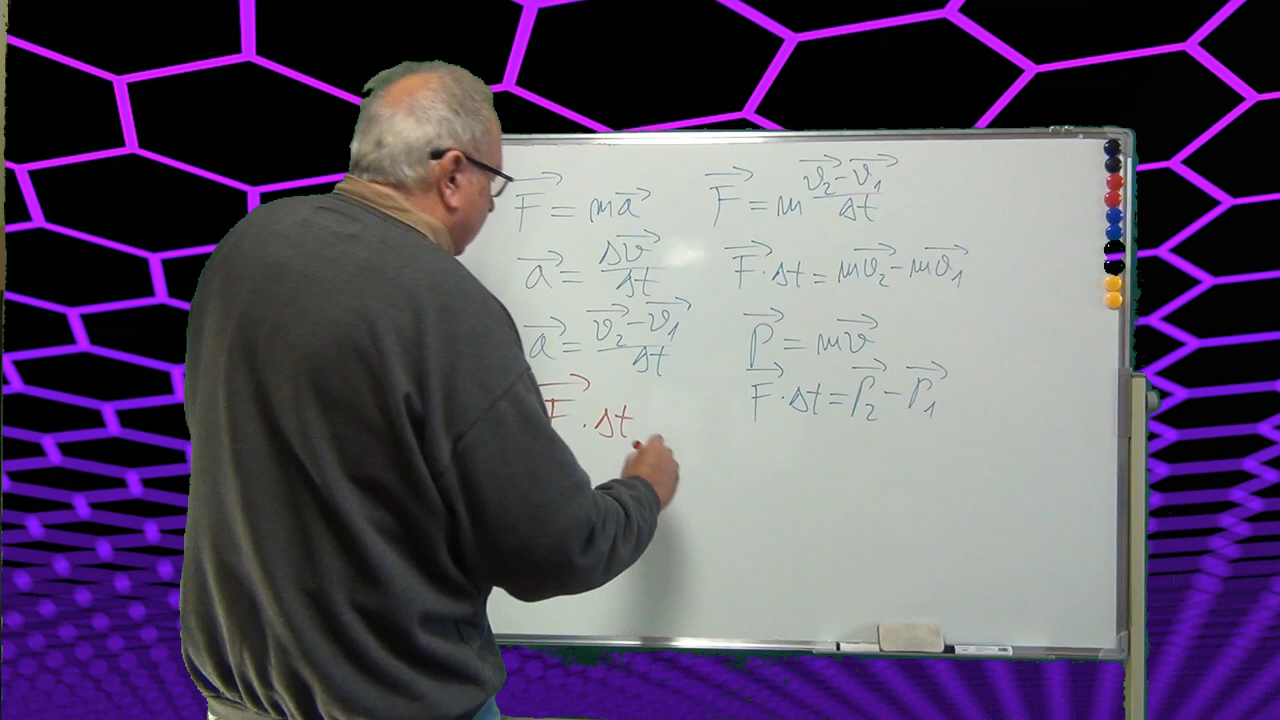 F⃗ = ma⃗
a⃗ = Δv⃗/Δt
a⃗ = (v⃗₂ - v⃗₁)/Δt
F⃗ · Δt
F⃗ = m (v⃗₂ - v⃗₁)/Δt
F⃗ · Δt = mv⃗₂ - mv⃗₁
p⃗ = mv⃗
F⃗ · Δt = p⃗₂ - p⃗₁